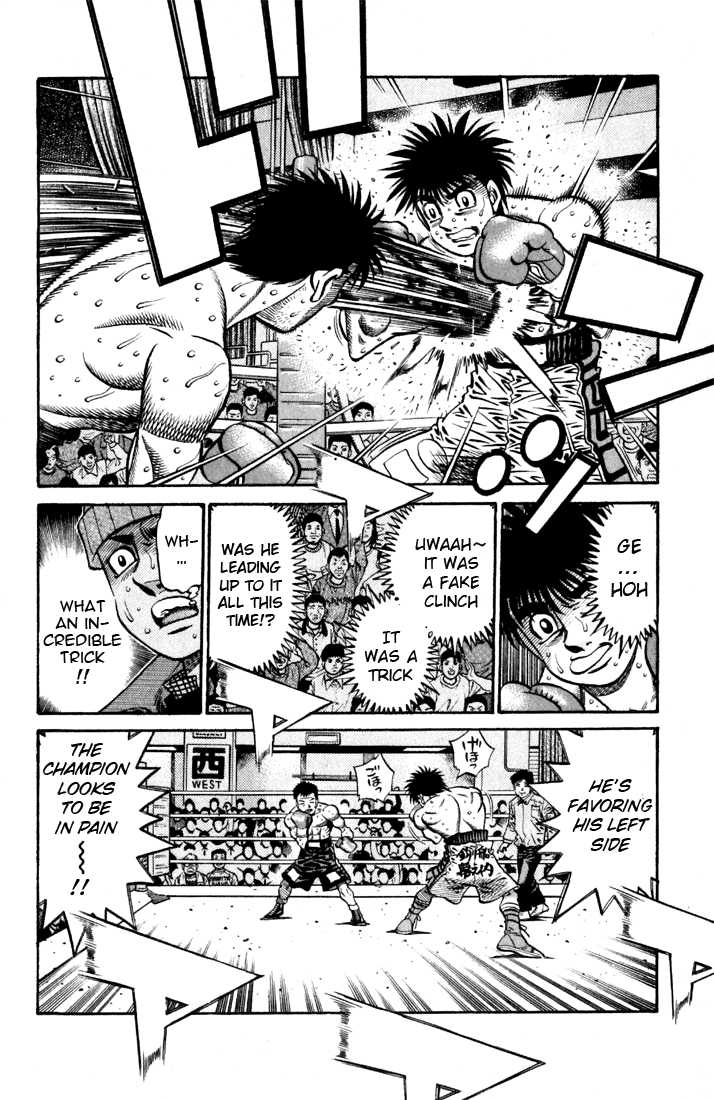 GE
...
HOH
UWAAH~
IT WAS
A FAKE
CLINCH
IT
WAS A
TRICK
WAS HE
LEADING
UP TO IT
ALL THIS
TIME!?
WH-
...
WHAT
AN IN-
CREDIBLE
TRICK
!!
HE'S
FAVORING
HIS LEFT
SIDE
げほっ
ごほっ
西
WEST
THE
CHAMPION
LOOKS
TO BE
IN PAIN
~
!!